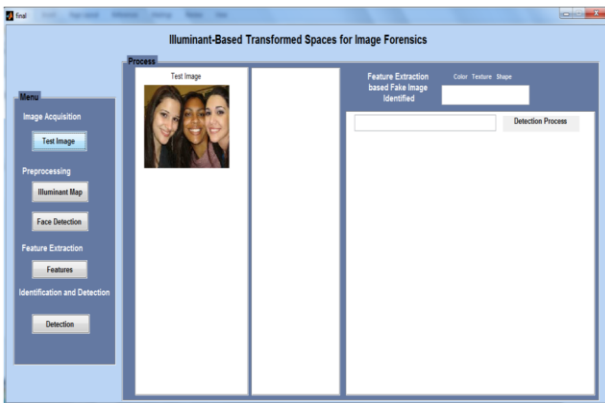 final
Illuminant-Based Transformed Spaces for Image Forensics
Menu
Image Acquisition
Test Image
Preprocessing
Illuminant Map
Face Detection
Feature Extraction
Features
Identification and Detection
Detection
Process
Test Image
Feature Extraction
based Fake Image
Identified
Color Texture Shape
Detection Process